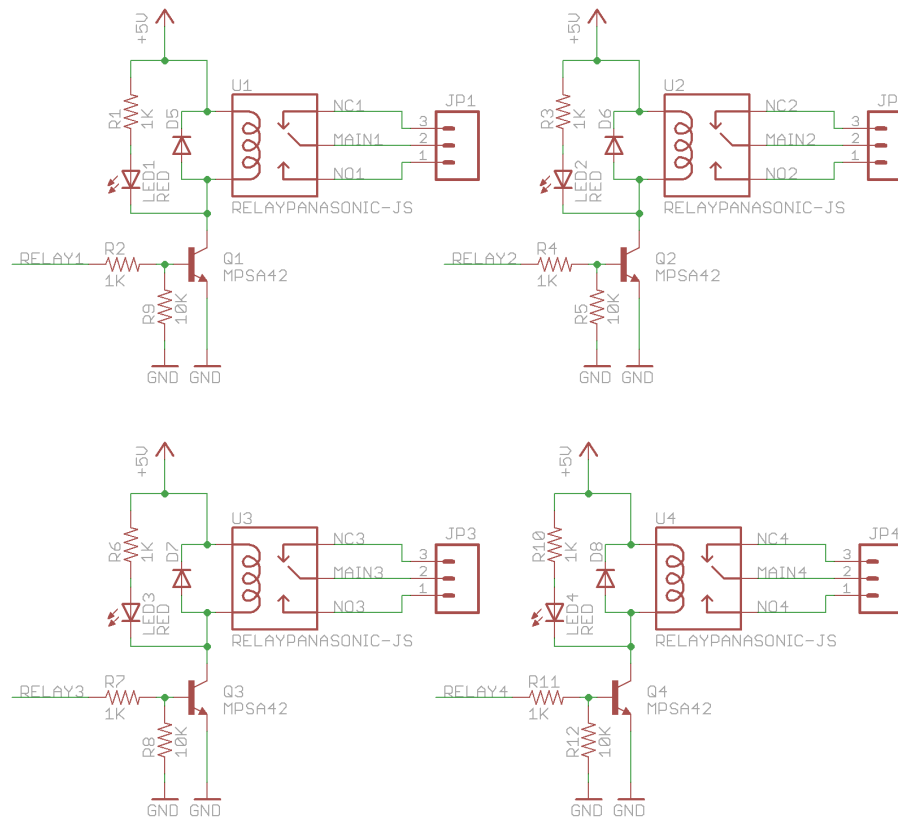 +5V
U1
JP1
R1
1K
D5
NC1
3
MAIN1
2
1
LED1
RED
NO1
RELAYPANASONIC-JS
RELAY1
R2
1K
Q1
MPSA42
R9
10K
GND
GND
+5V
U2
JP
R3
1K
D6
NC2
3
MAIN2
2
1
LED2
RED
NO2
RELAYPANASONIC-JS
RELAY2
R4
1K
Q2
MPSA42
R5
10K
GND
GND
+5V
U3
JP3
R6
1K
D7
NC3
3
MAIN3
2
1
LED3
RED
NO3
RELAYPANASONIC-JS
RELAY3
R7
1K
Q3
MPSA42
R8
10K
GND
GND
+5V
U4
JP4
R10
1K
D8
NC4
3
MAIN4
2
1
LED4
RED
NO4
RELAYPANASONIC-JS
RELAY4
R11
1K
Q4
MPSA42
R12
10K
GND
GND